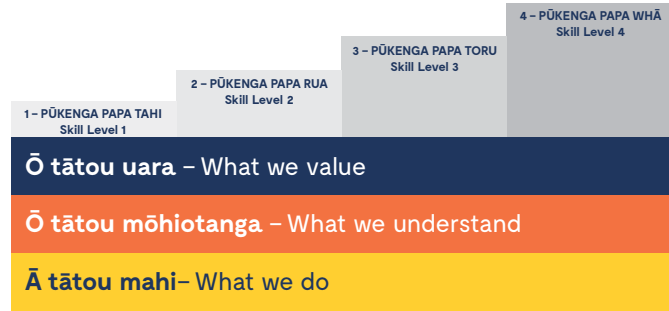 4 – PŪKENGA PAPA WHĀ
Skill Level 4
3 – PŪKENGA PAPA TORU
Skill Level 3
2 – PŪKENGA PAPA RUA
Skill Level 2
1 – PŪKENGA PAPA TAHI
Skill Level 1
Ō tātou uara – What we value
Ō tātou mōhiotanga – What we understand
Ā tātou mahi– What we do